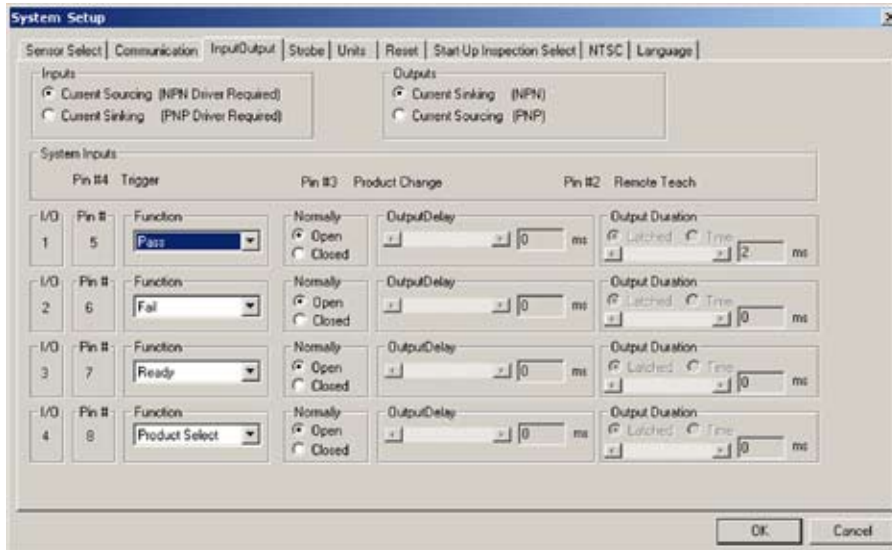 System Setup
Sensor Select Communication Input/Output Strobe Units Reset Start-Up Inspection Select NTSC Language
Inputs
Current Sourcing (NPN Driver Required)
Current Sinking (PNP Driver Required)
Outputs
Current Sinking (NPN)
Current Sourcing (PNP)
System Inputs
Pin #4 Trigger Pin #3 Product Change Pin #2 Remote Teach
I/O Pin # Function Normally OutputDelay Output Duration
1 5 Pass Open 0 ms Latched Time 2 ms
Closed
I/O Pin # Function Normally OutputDelay Output Duration
2 6 Fail Open 0 ms Latched Time 0 ms
Closed
I/O Pin # Function Normally OutputDelay Output Duration
3 7 Ready Open 0 ms Latched Time 0 ms
Closed
I/O Pin # Function Normally OutputDelay Output Duration
4 8 Product Select Open 0 ms Latched Time 0 ms
Closed
OK Cancel